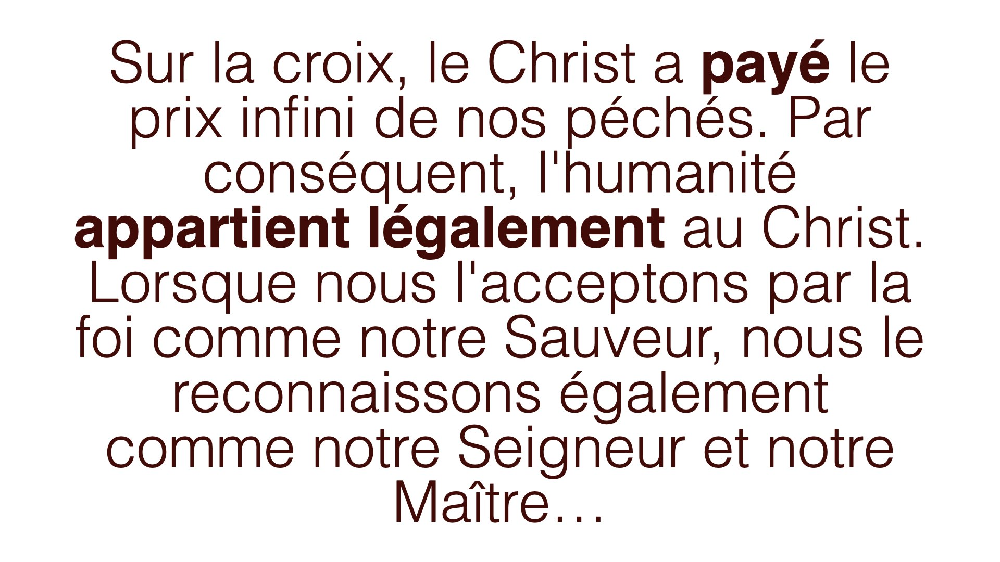 Sur la croix, le Christ a payé le
prix infini de nos péchés. Par
conséquent, l'humanité
appartient légalement au Christ.
Lorsque nous l'acceptons par la
foi comme notre Sauveur, nous le
reconnaissons également
comme notre Seigneur et notre
Maître…